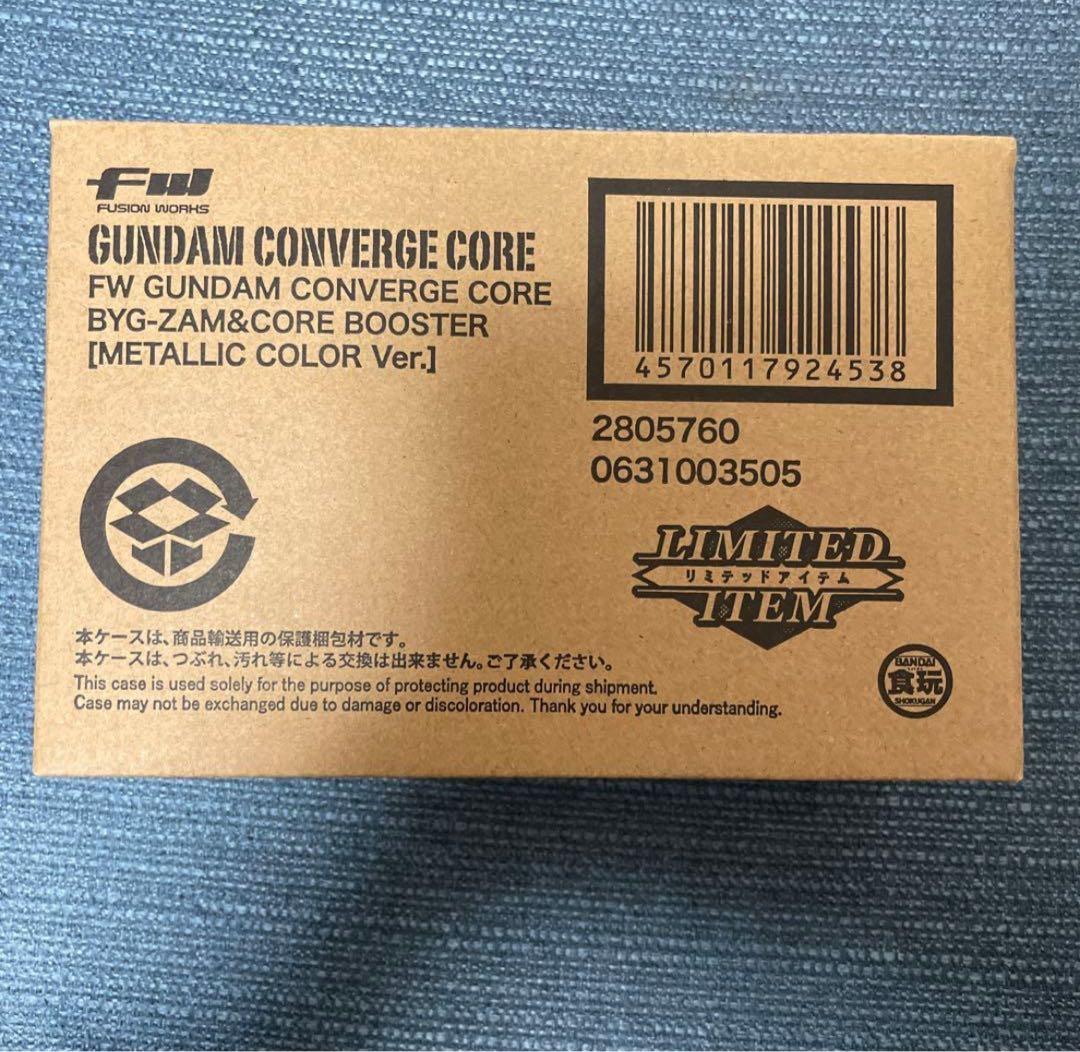 FW
FUSION WORKS
GUNDAM CONVERGE CORE
FW GUNDAM CONVERGE CORE
BYG-ZAM&CORE BOOSTER
[METALLIC COLOR Ver.]
4570117924538
2805760
0631003505
LIMITED
リミテッドアイテム
ITEM
本ケースは、商品輸送用の保護梱包材です。
本ケースは、つぶれ、汚れ等による交換は出来ません。ご了承ください。
This case is used solely for the purpose of protecting product during shipment.
Case may not be exchanged due to damage or discoloration. Thank you for your understanding.
BANDAI
食玩
SHOKUGAN